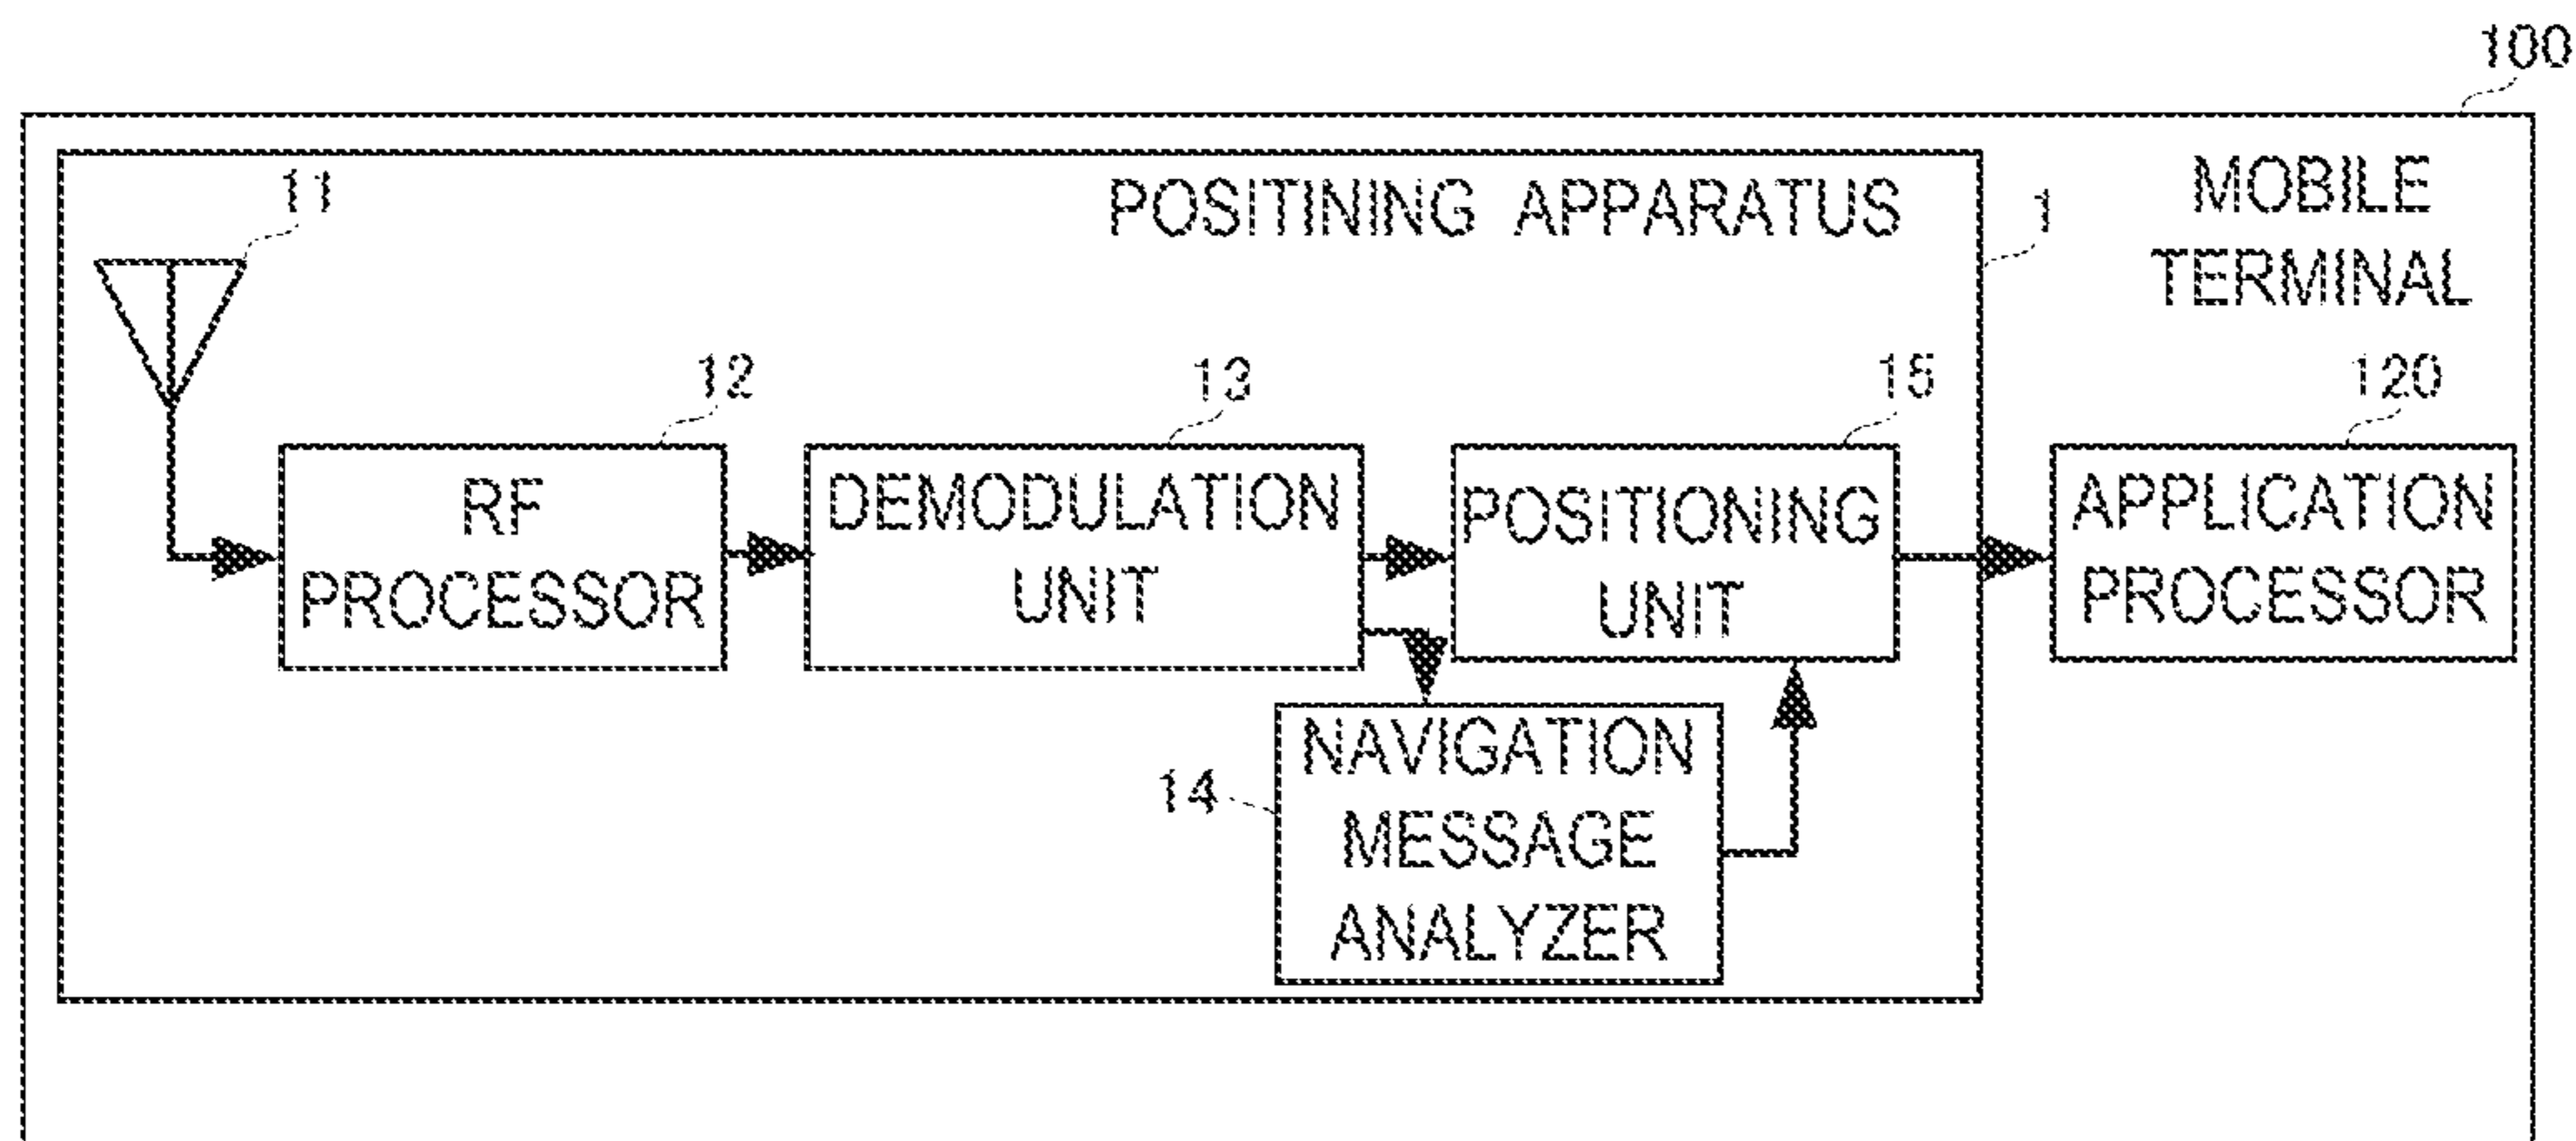 100
11
POSITINING APPARATUS
1
MOBILE
TERMINAL
12
13
15
120
RF
PROCESSOR
DEMODULATION
UNIT
POSITIONING
UNIT
APPLICATION
PROCESSOR
14
NAVIGATION
MESSAGE
ANALYZER